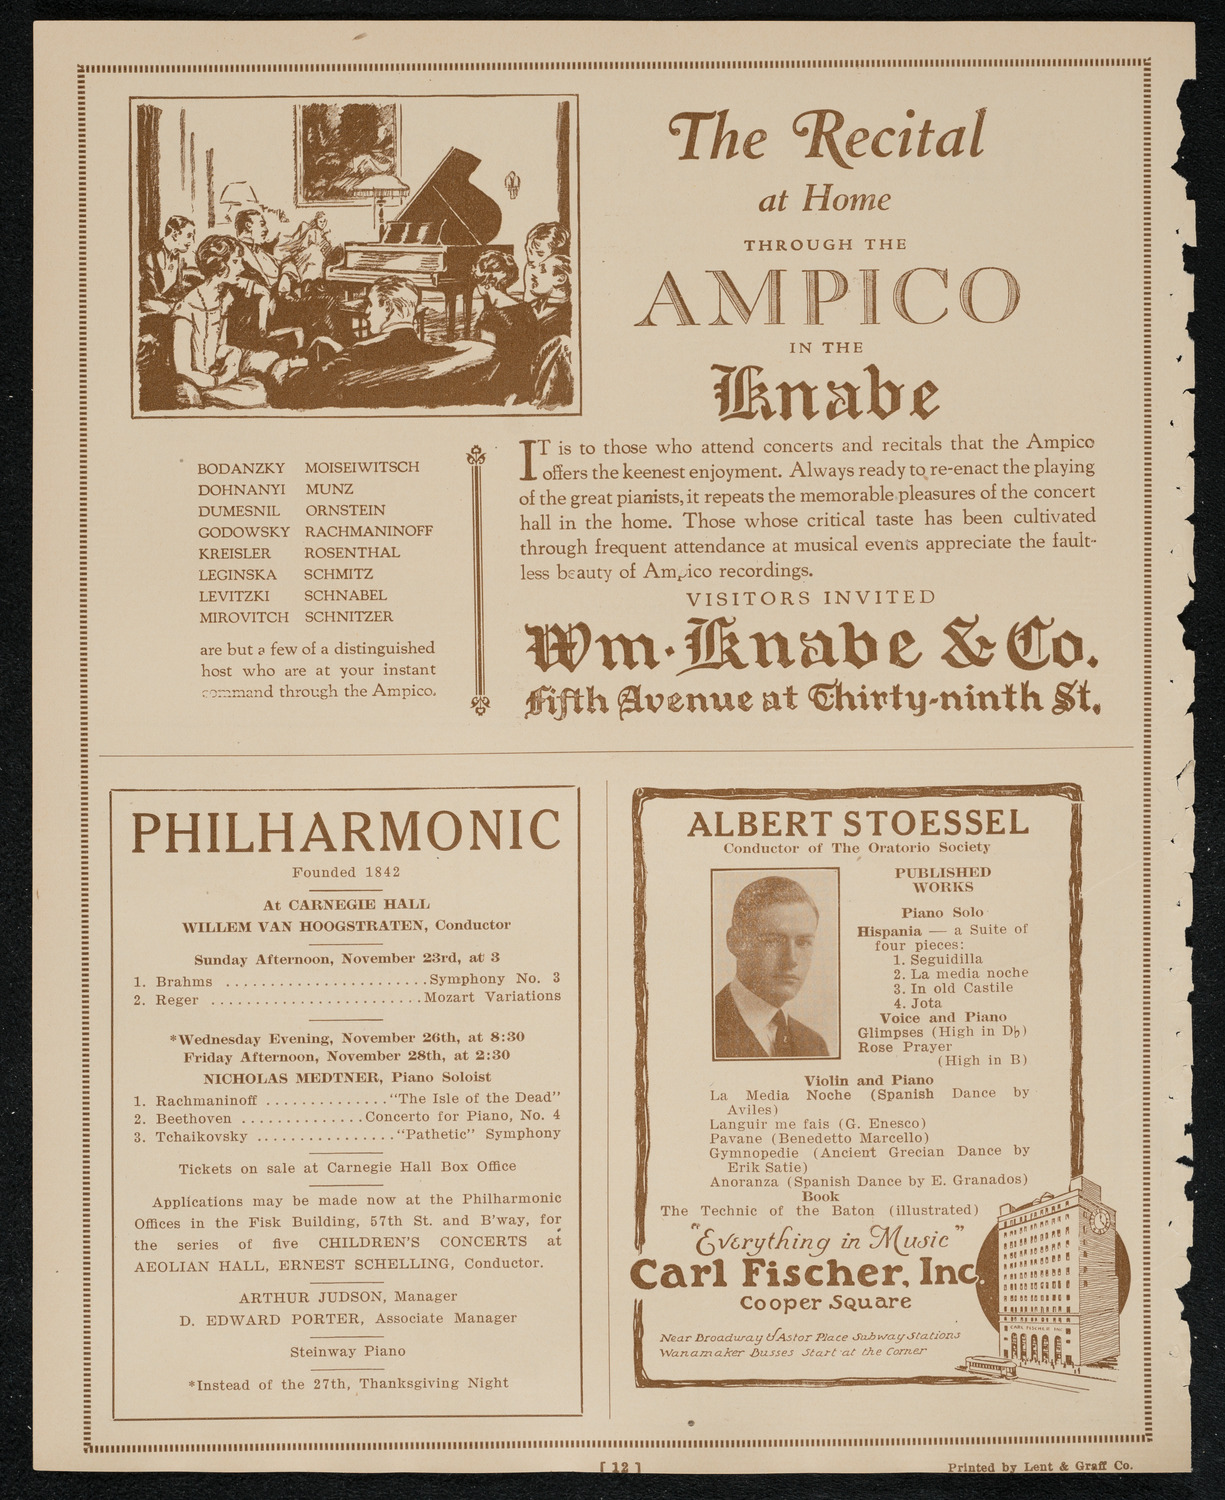 The Recital
at Home
THROUGH THE
AMPICO
IN THE
Knabe
IT is to those who attend concerts and recitals that the Ampico
offers the keenest enjoyment. Always ready to re-enact the playing
of the great pianists, it repeats the memorable pleasures of the concert
hall in the home. Those whose critical taste has been cultivated
through frequent attendance at musical events appreciate the fault-
less beauty of Ampico recordings.
VISITORS INVITED
Wm. Knabe & Co.
Fifth Avenue at Thirty-ninth St.
BODANZKY MOISEIWITSCH
DOHNANYI MUNZ
DUMESNIL ORNSTEIN
GODOWSKY RACHMANINOFF
KREISLER ROSENTHAL
LEGINSKA SCHMITZ
LEVITZKI SCHNABEL
MIROVITCH SCHNITZER
are but a few of a distinguished
host who are at your instant
command through the Ampico.
PHILHARMONIC
Founded 1842
At CARNEGIE HALL
WILLEM VAN HOOGSTRATEN, Conductor
Sunday Afternoon, November 23rd, at 3
1. Brahms ........................Symphony No. 3
2. Reger .........................Mozart Variations
*Wednesday Evening, November 26th, at 8:30
Friday Afternoon, November 28th, at 2:30
NICHOLAS MEDTNER, Piano Soloist
1. Rachmaninoff ..............“The Isle of the Dead”
2. Beethoven ..............Concerto for Piano, No. 4
3. Tchaikovsky ................“Pathetic” Symphony
Tickets on sale at Carnegie Hall Box Office
Applications may be made now at the Philharmonic
Offices in the Fisk Building, 57th St. and B'way, for
the series of five CHILDREN'S CONCERTS at
AEOLIAN HALL, ERNEST SCHELLING, Conductor.
ARTHUR JUDSON, Manager
D. EDWARD PORTER, Associate Manager
Steinway Piano
*Instead of the 27th, Thanksgiving Night
ALBERT STOESSEL
Conductor of The Oratorio Society
PUBLISHED
WORKS
Piano Solo
Hispania — a Suite of
four pieces:
1. Seguidilla
2. La media noche
3. In old Castile
4. Jota
Voice and Piano
Glimpses (High in D♭)
Rose Prayer
(High in B)
Violin and Piano
La Media Noche (Spanish Dance by
Aviles)
Languir me fais (G. Enesco)
Pavane (Benedetto Marcello)
Gymnopedie (Ancient Grecian Dance by
Erik Satie)
Anoranza (Spanish Dance by E. Granados)
Book
The Technic of the Baton (illustrated)
“Everything in Music”
Carl Fischer, Inc.
Cooper Square
Near Broadway & Astor Place Subway Stations
Wanamaker Busses Start at the Corner
CARL FISCHER INC
[ 12 ]
Printed by Lent & Graff Co.